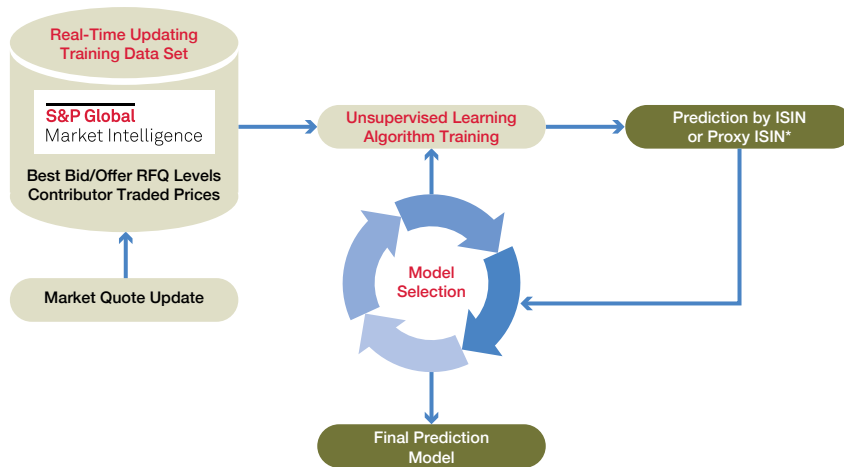 Real-Time Updating
Training Data Set
S&P Global
Market Intelligence
Best Bid/Offer RFQ Levels
Contributor Traded Prices
Market Quote Update
Unsupervised Learning
Algorithm Training
Prediction by ISIN
or Proxy ISIN*
Model
Selection
Final Prediction
Model